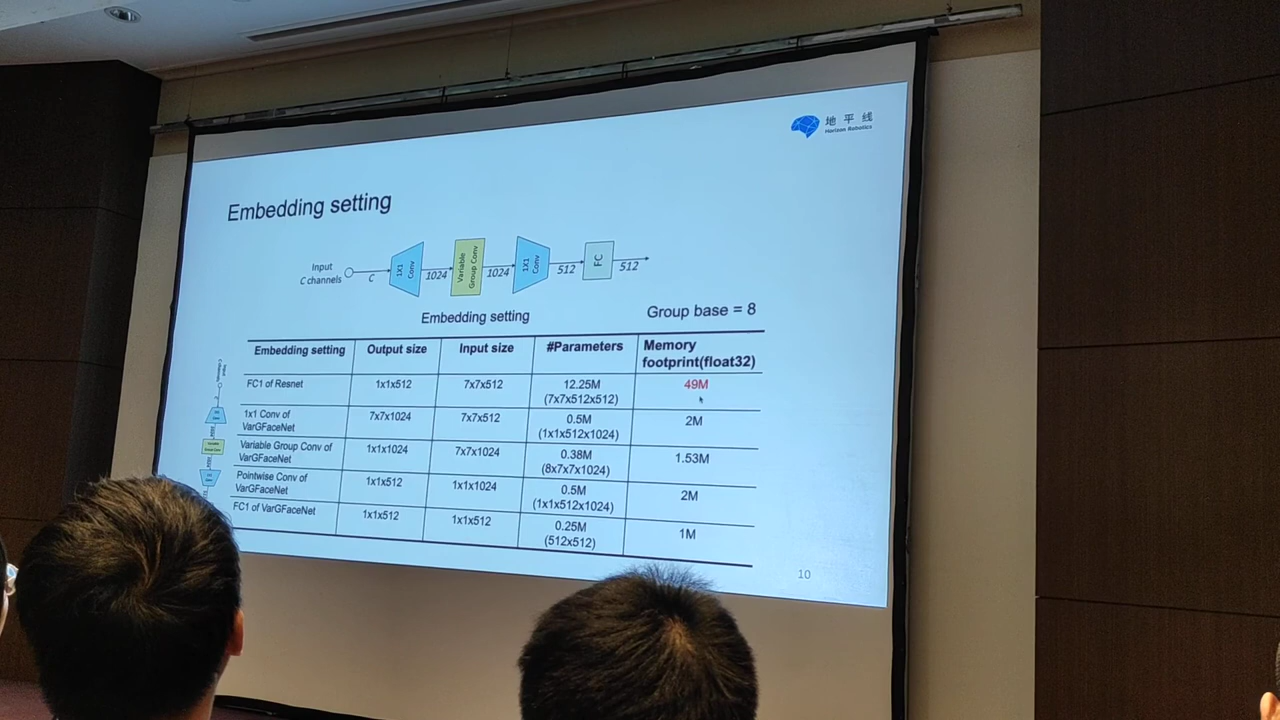 地 平 线
Horizon Robotics
Embedding setting
Input
C channels
C
1X1
Conv
1024
Variable
Group Conv
1024
1X1
Conv
512
FC
512
Embedding setting
Group base = 8
Embedding setting Output size Input size #Parameters Memory
footprint(float32)
FC1 of Resnet 1x1x512 7x7x512 12.25M 49M
(7x7x512x512)
1x1 Conv of 7x7x1024 7x7x512 0.5M 2M
VarGFaceNet (1x1x512x1024)
Variable Group Conv of 1x1x1024 7x7x1024 0.38M 1.53M
VarGFaceNet (8x7x7x1024)
Pointwise Conv of 1x1x512 1x1x1024 0.5M 2M
VarGFaceNet (1x1x512x1024)
FC1 of VarGFaceNet 1x1x512 1x1x512 0.25M 1M
(512x512)
10